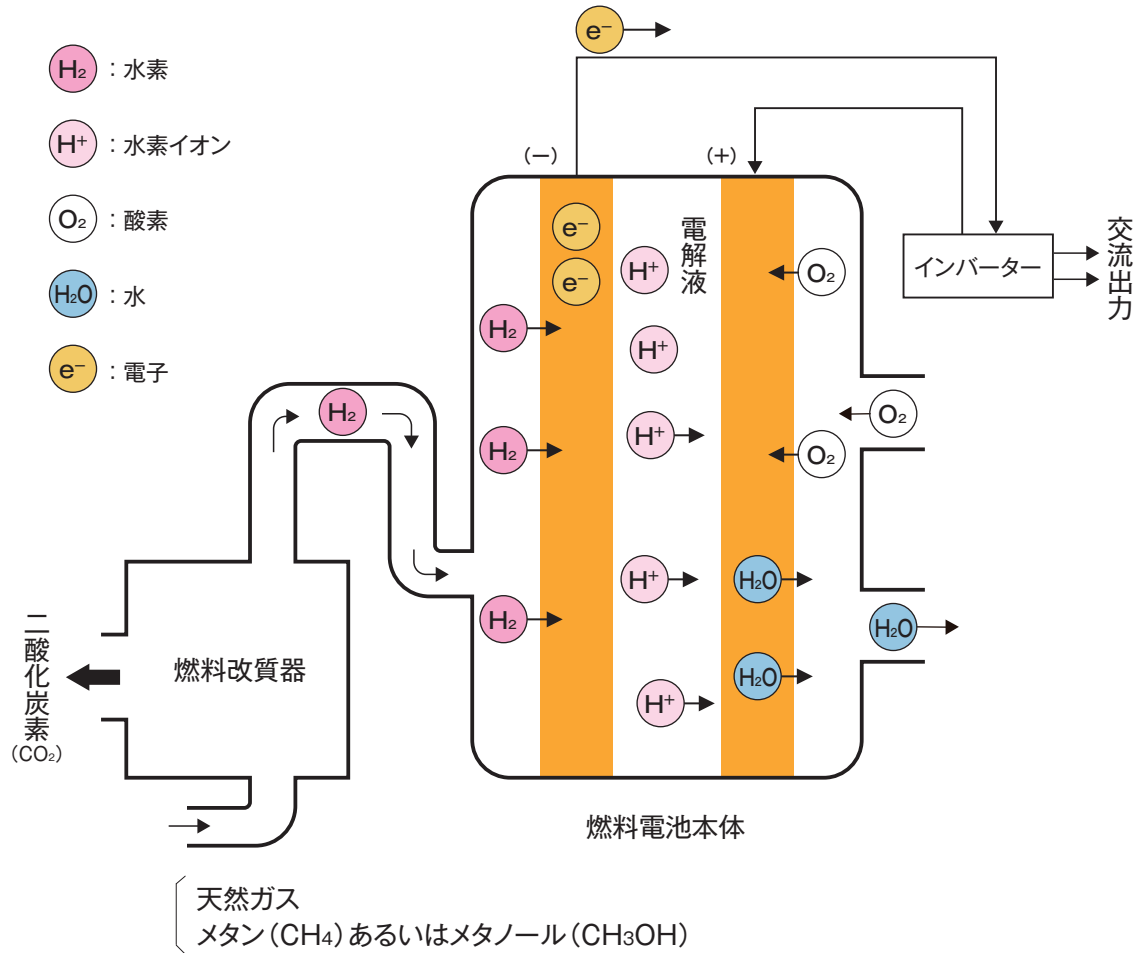 H₂ : 水素
H⁺ : 水素イオン
O₂ : 酸素
H₂O : 水
e⁻ : 電子
e⁻
(−)
(+)
e⁻
e⁻
電解液
H⁺
H⁺
H⁺
H⁺
H⁺
H₂
H₂
H₂
H₂
O₂
O₂
O₂
H₂O
H₂O
H₂O
インバーター
交流出力
二酸化炭素
(CO₂)
燃料改質器
燃料電池本体
天然ガス
メタン(CH₄)あるいはメタノール(CH₃OH)